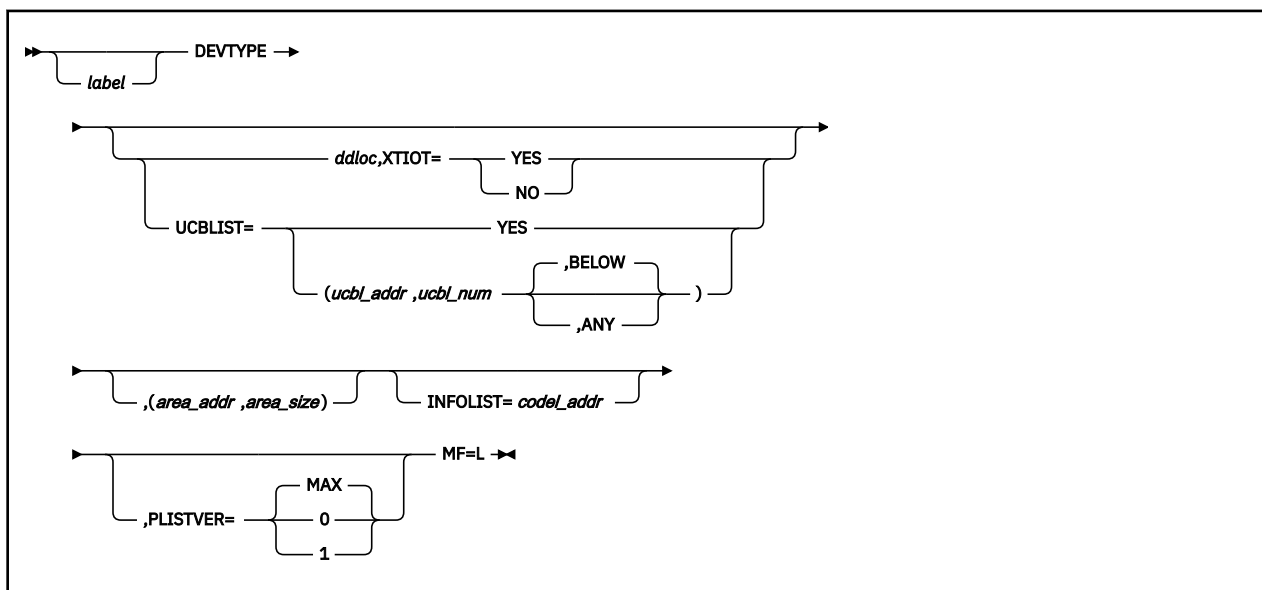 DEVTYPE
label
ddloc,XTIOT= YES
NO
UCBLIST= YES
,BELOW
(ucbl_addr ,ucbl_num )
,ANY
,(area_addr ,area_size) INFOLIST= codel_addr
MF=L
MAX
,PLISTVER= 0
1